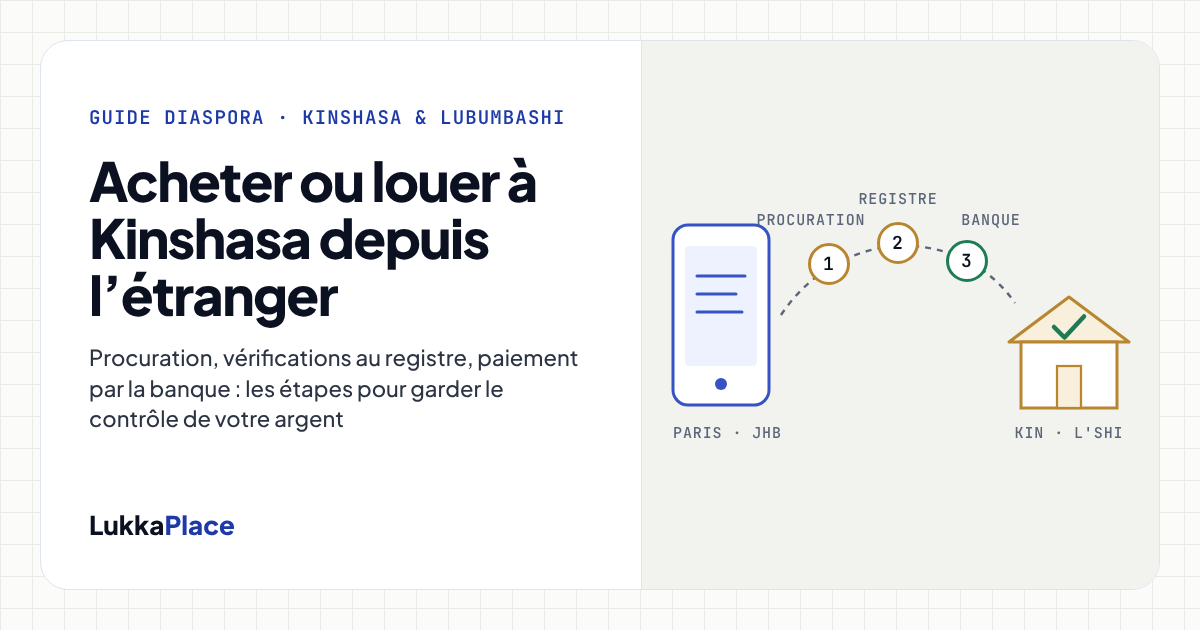 GUIDE DIASPORA · KINSHASA & LUBUMBASHI
Acheter ou louer à
Kinshasa depuis
l’étranger
Procuration, vérifications au registre, paiement
par la banque : les étapes pour garder le
contrôle de votre argent
LukkaPlace
REGISTRE
PROCURATION
BANQUE
1
2
3
PARIS · JHB
KIN · L'SHI